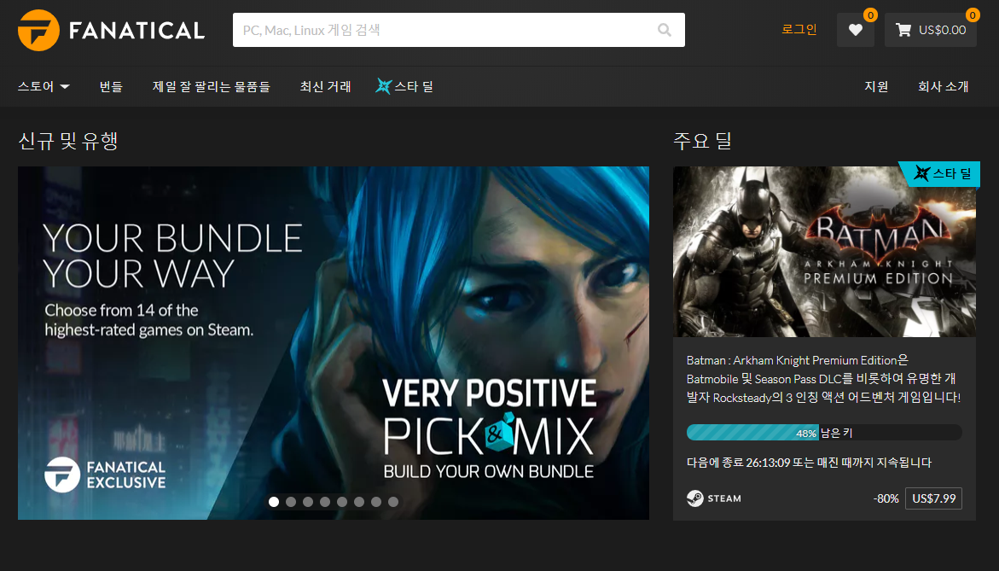 FANATICAL
PC, Mac, Linux 게임 검색
로그인
0
0
US$0.00
스토어
번들
제일 잘 팔리는 물품들
최신 거래
스타 딜
지원
회사 소개
신규 및 유행
YOUR BUNDLE
YOUR WAY
Choose from 14 of the
highest-rated games on Steam.
VERY POSITIVE
PICK & MIX
BUILD YOUR OWN BUNDLE
FANATICAL
EXCLUSIVE
주요 딜
스타 딜
BATMAN
ARKHAM KNIGHT
PREMIUM EDITION
Batman : Arkham Knight Premium Edition은
Batmobile 및 Season Pass DLC를 비롯하여 유명한 개
발자 Rocksteady의 3 인칭 액션 어드벤처 게임입니다!
48% 남은 키
다음에 종료 26:13:09 또는 매진 때까지 지속됩니다
STEAM
-80% US$7.99